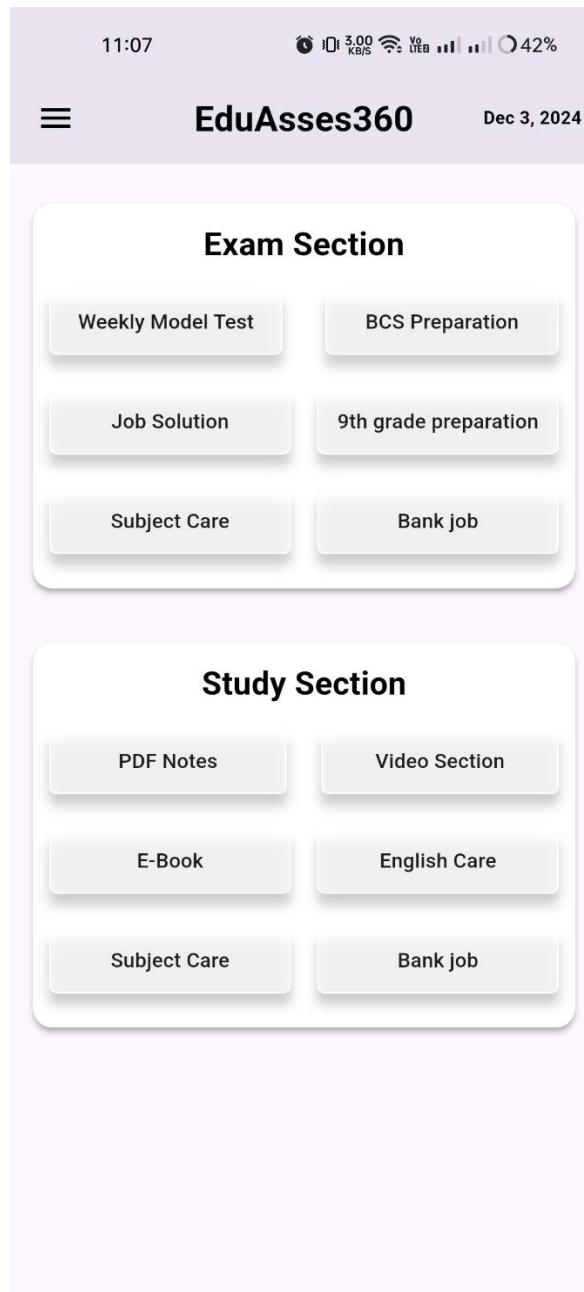 11:07 3.00 KB/S Vo LTE 42%
EduAsses360 Dec 3, 2024
Exam Section
Weekly Model Test BCS Preparation
Job Solution 9th grade preparation
Subject Care Bank job
Study Section
PDF Notes Video Section
E-Book English Care
Subject Care Bank job